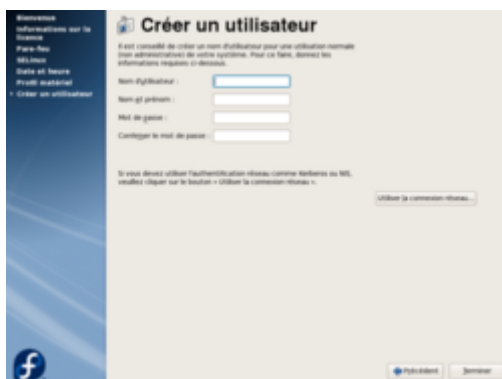 Bienvenue
Informations sur la
licence
Pare-feu
SELinux
Date et heure
Profil matériel
Créer un utilisateur
Créer un utilisateur
Il est conseillé de créer un nom d'utilisateur pour une utilisation normale
(non administrative) de votre système. Pour ce faire, donnez les
informations requises ci-dessous.
Nom d'utilisateur :
Nom et prénom :
Mot de passe :
Confirmer le mot de passe :
Si vous devez utiliser l'authentification réseau comme Kerberos ou NIS,
veuillez cliquer sur le bouton « Utiliser la connexion réseau ».
Utiliser la connexion réseau...
Précédent
Terminer